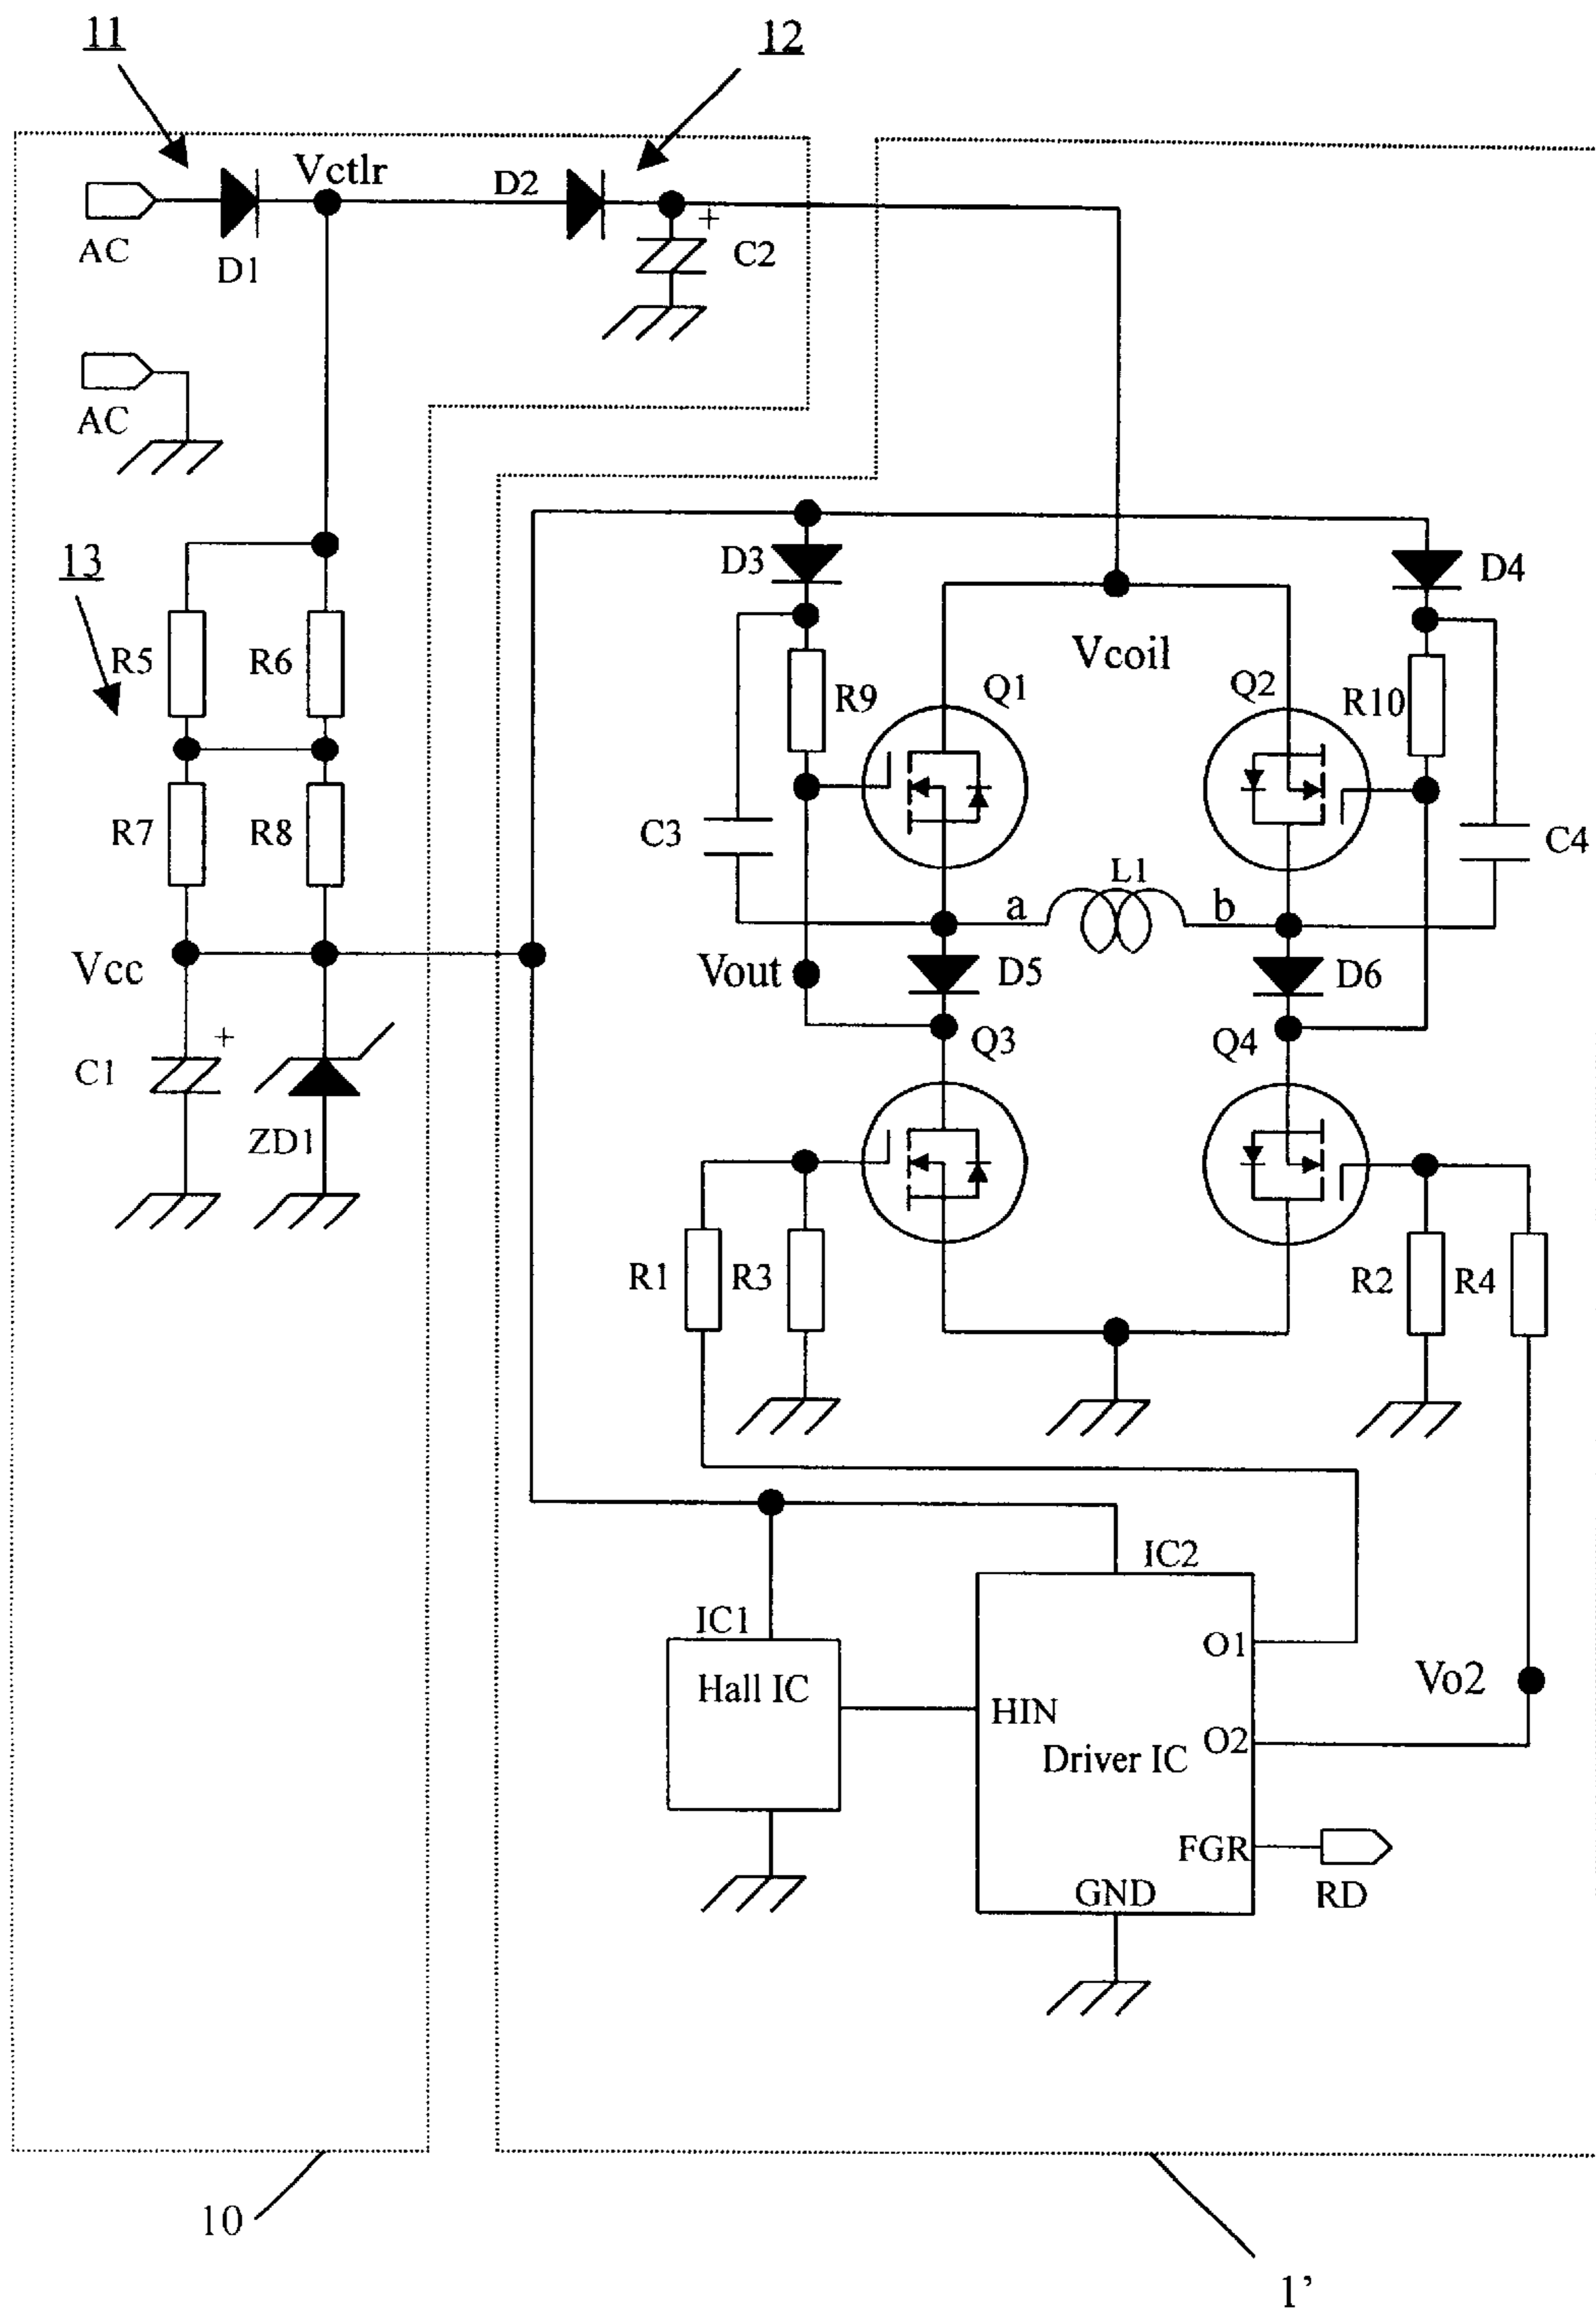 11
12
Vctlr
D2
+
AC
D1
C2
AC
13
D3
D4
R5
R6
Vcoil
R9
Q1
Q2
R10
R7
R8
C3
C4
L1
a
b
Vcc
Vout
D5
D6
+
Q3
Q4
C1
ZD1
R1
R3
R2
R4
IC2
IC1
O1
Hall IC
Vo2
HIN
O2
Driver IC
FGR
GND
RD
10
1’